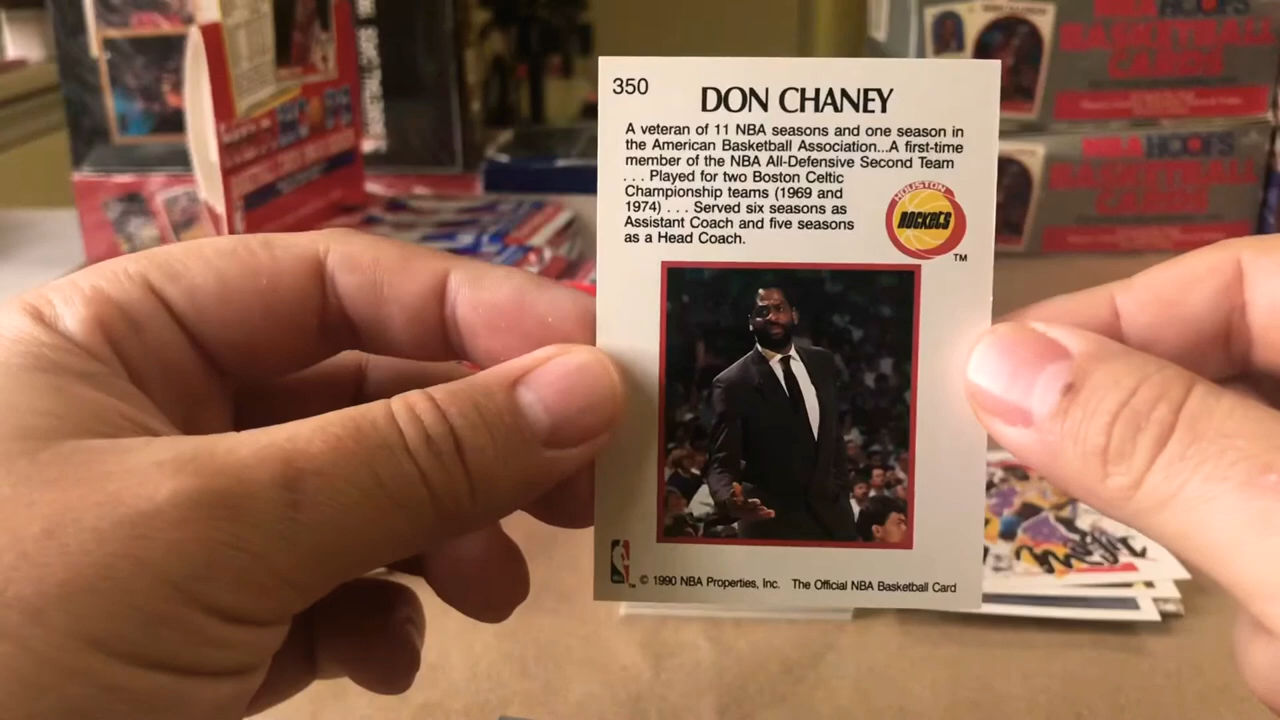 NBA HOOPS
BASKETBALL
CARDS
350
DON CHANEY
A veteran of 11 NBA seasons and one season in
the American Basketball Association...A first-time
member of the NBA All-Defensive Second Team
. . . Played for two Boston Celtic
Championship teams (1969 and
1974) . . . Served six seasons as
Assistant Coach and five seasons
as a Head Coach.
HOUSTON
ROCKETS
TM
NBA HOOPS
BASKETBALL
CARDS
TM
© 1990 NBA Properties, Inc. The Official NBA Basketball Card